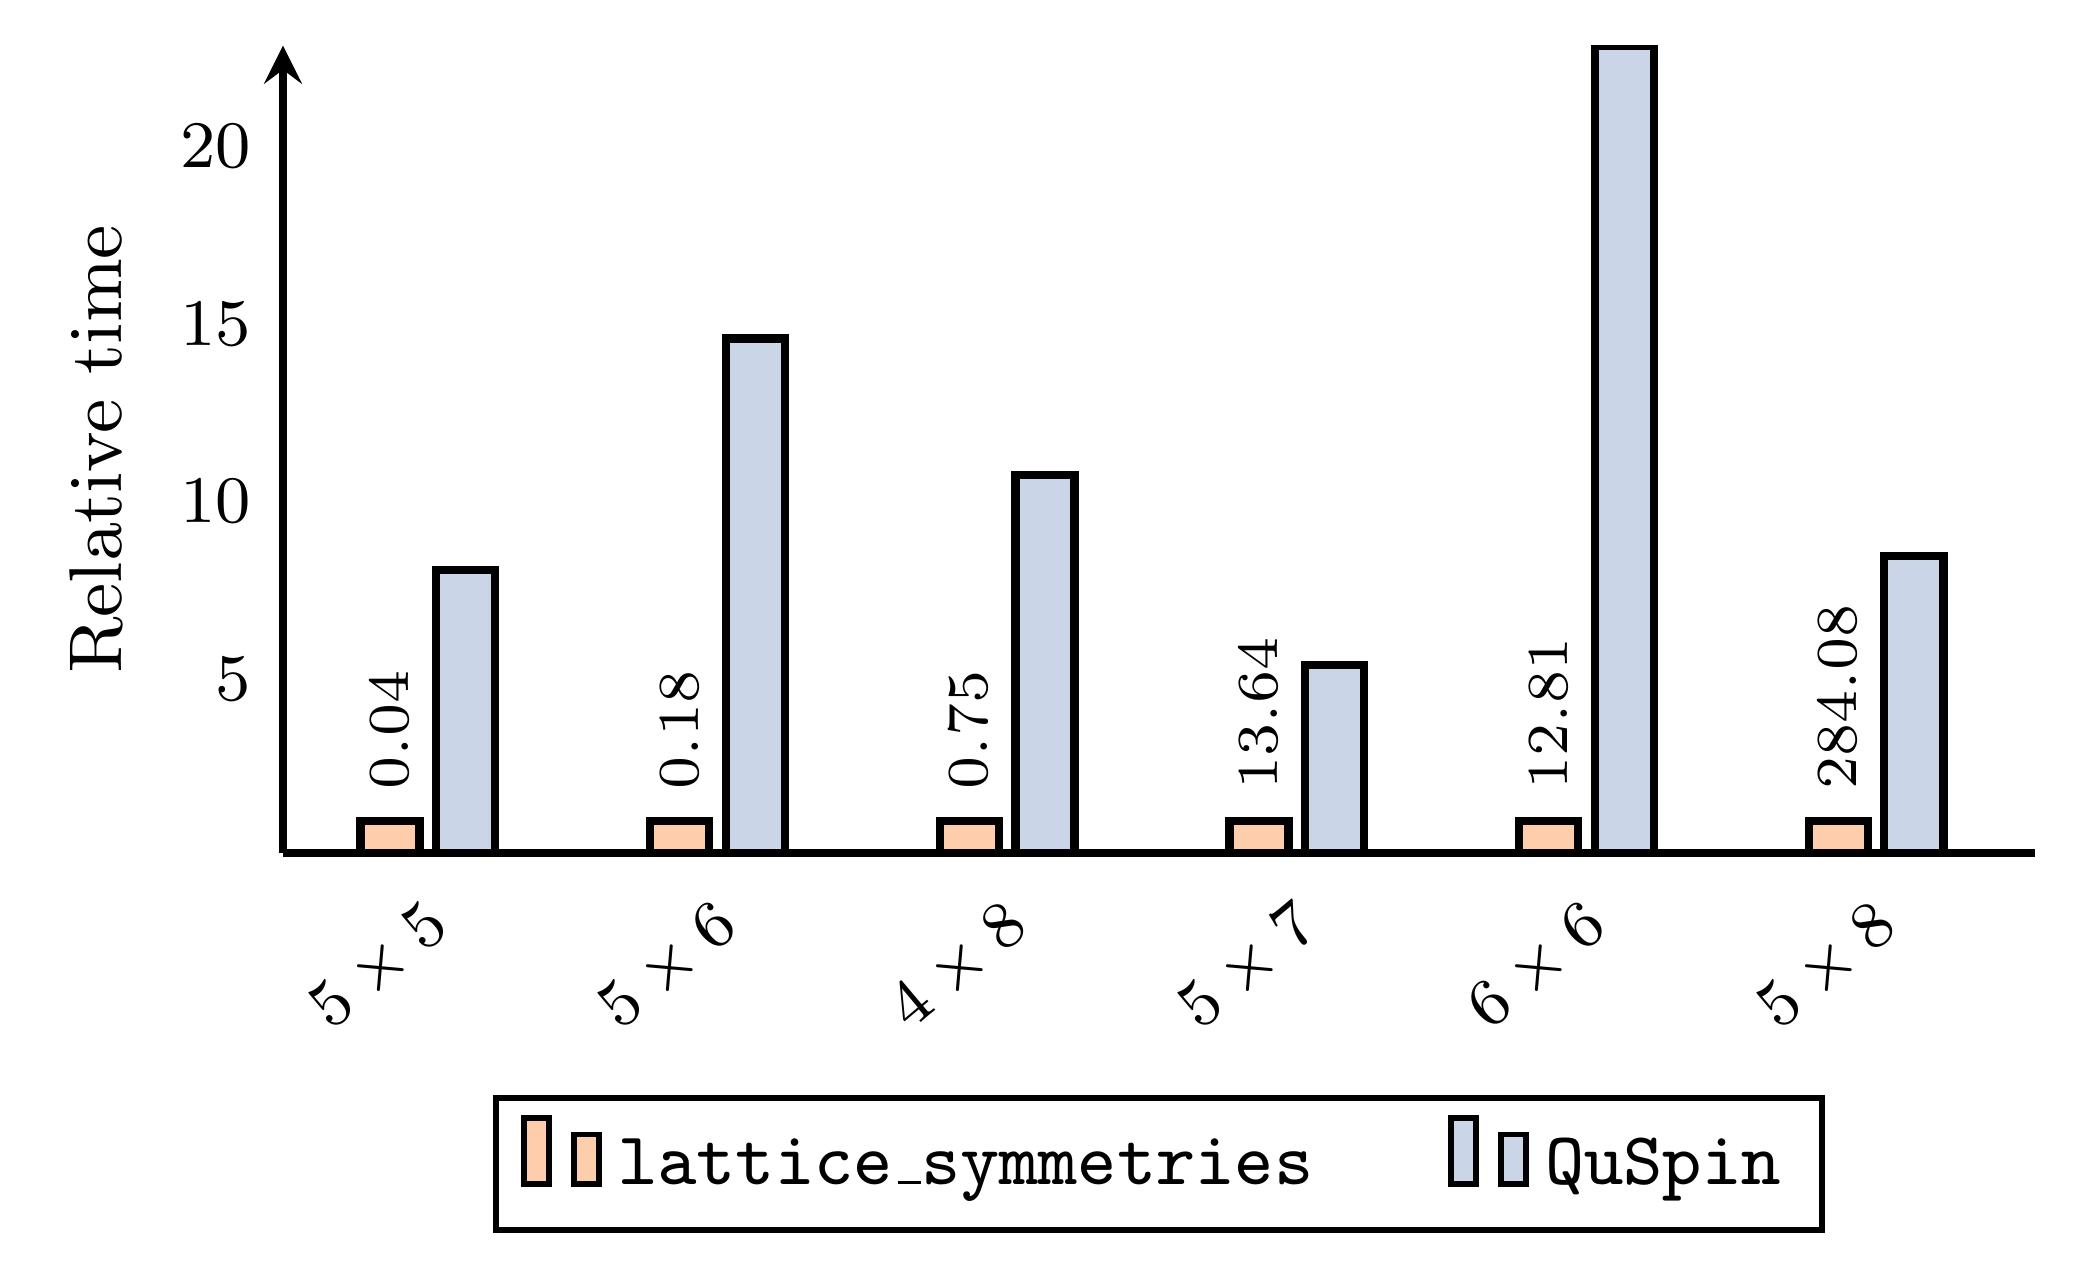 Relative time
20
15
10
5
0.04
0.18
0.75
13.64
12.81
284.08
5 × 5
5 × 6
4 × 8
5 × 7
6 × 6
5 × 8
lattice_symmetries QuSpin